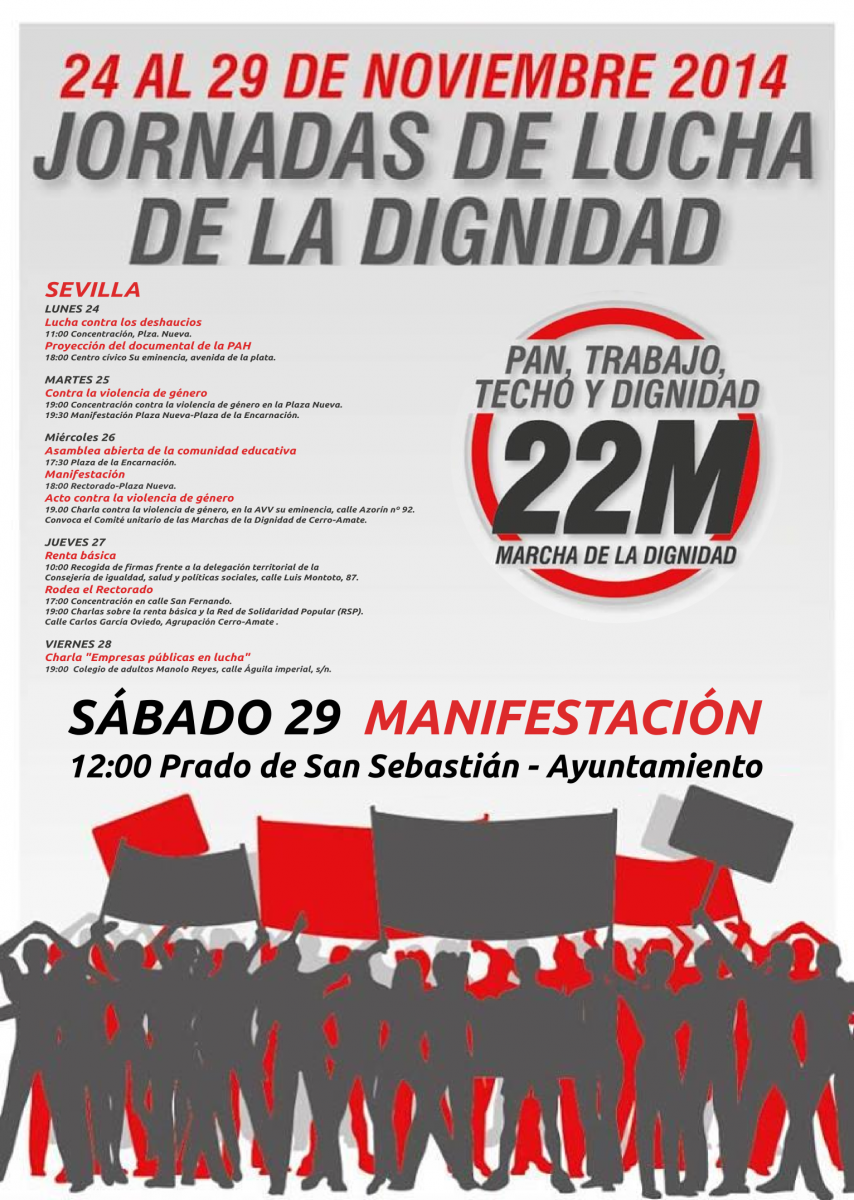 24 AL 29 DE NOVIEMBRE 2014
JORNADAS DE LUCHA
DE LA DIGNIDAD
SEVILLA
LUNES 24
Lucha contra los deshaucios
11:00 Concentración, Plza. Nueva.
Proyección del documental de la PAH
18:00 Centro cívico Su eminencia, avenida de la plata.
MARTES 25
Contra la violencia de género
19:00 Concentración contra la violencia de género en la Plaza Nueva.
19:30 Manifestación Plaza Nueva-Plaza de la Encarnación.
Miércoles 26
Asamblea abierta de la comunidad educativa
17:30 Plaza de la Encarnación.
Manifestación
18:00 Rectorado-Plaza Nueva.
Acto contra la violencia de género
19.00 Charla contra la violencia de género, en la AVV su eminencia, calle Azorín nº 92.
Convoca el Comité unitario de las Marchas de la Dignidad de Cerro-Amate.
JUEVES 27
Renta básica
10:00 Recogida de firmas frente a la delegación territorial de la
Consejeria de igualdad, salud y políticas sociales, calle Luis Montoto, 87.
Rodea el Rectorado
17:00 Concentración en calle San Fernando.
19:00 Charlas sobre la renta básica y la Red de Solidaridad Popular (RSP).
Calle Carlos García Oviedo, Agrupación Cerro-Amate .
VIERNES 28
Charla "Empresas públicas en lucha"
19:00 Colegio de adultos Manolo Reyes, calle Águila imperial, s/n.
PAN, TRABAJO,
TECHO Y DIGNIDAD
22M
MARCHA DE LA DIGNIDAD
SÁBADO 29 MANIFESTACIÓN
12:00 Prado de San Sebastián - Ayuntamiento